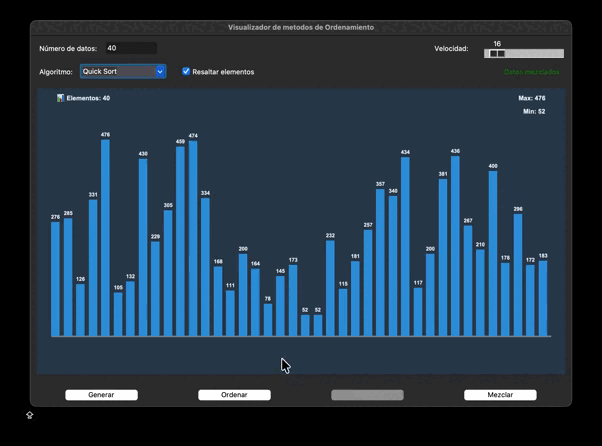 Visualizador de metodos de Ordenamiento
Número de datos: 40
Velocidad: 16
Algoritmo: Quick Sort
Resaltar elementos
Datos mezclados
Elementos: 40
Max: 476
Min: 52
276 285 126 331 476 105 132 430 229 305 459 474 334 168 111 200 164 78 145 173 52 52 232 115 181 257 357 340 434 117 200 381 436 267 210 400 178 296 172 183
Generar
Ordenar
Mezclar